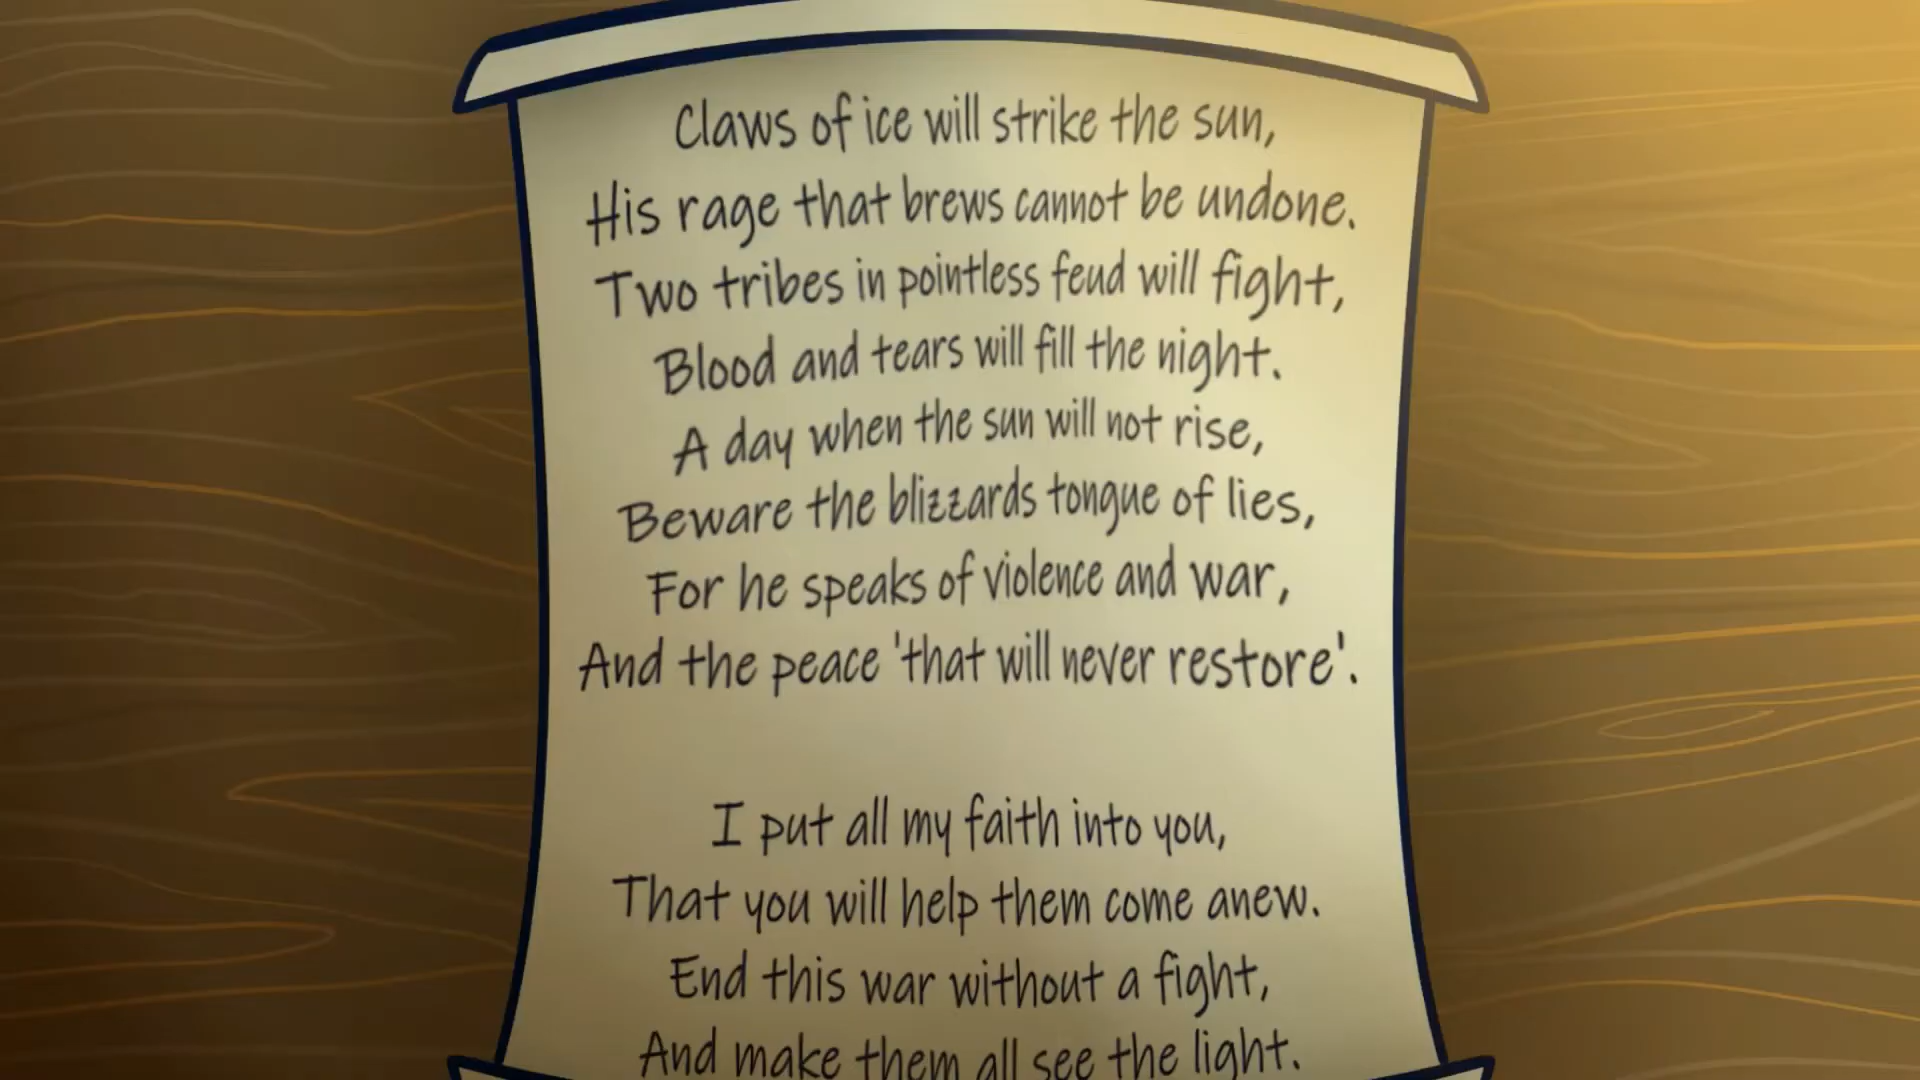 Claws of ice will strike the sun,
His rage that brews cannot be undone.
Two tribes in pointless feud will fight,
Blood and tears will fill the night.
A day when the sun will not rise,
Beware the blizzards tongue of lies,
For he speaks of violence and war,
And the peace 'that will never restore'.
I put all my faith into you,
That you will help them come anew.
End this war without a fight,
And make them all see the light.